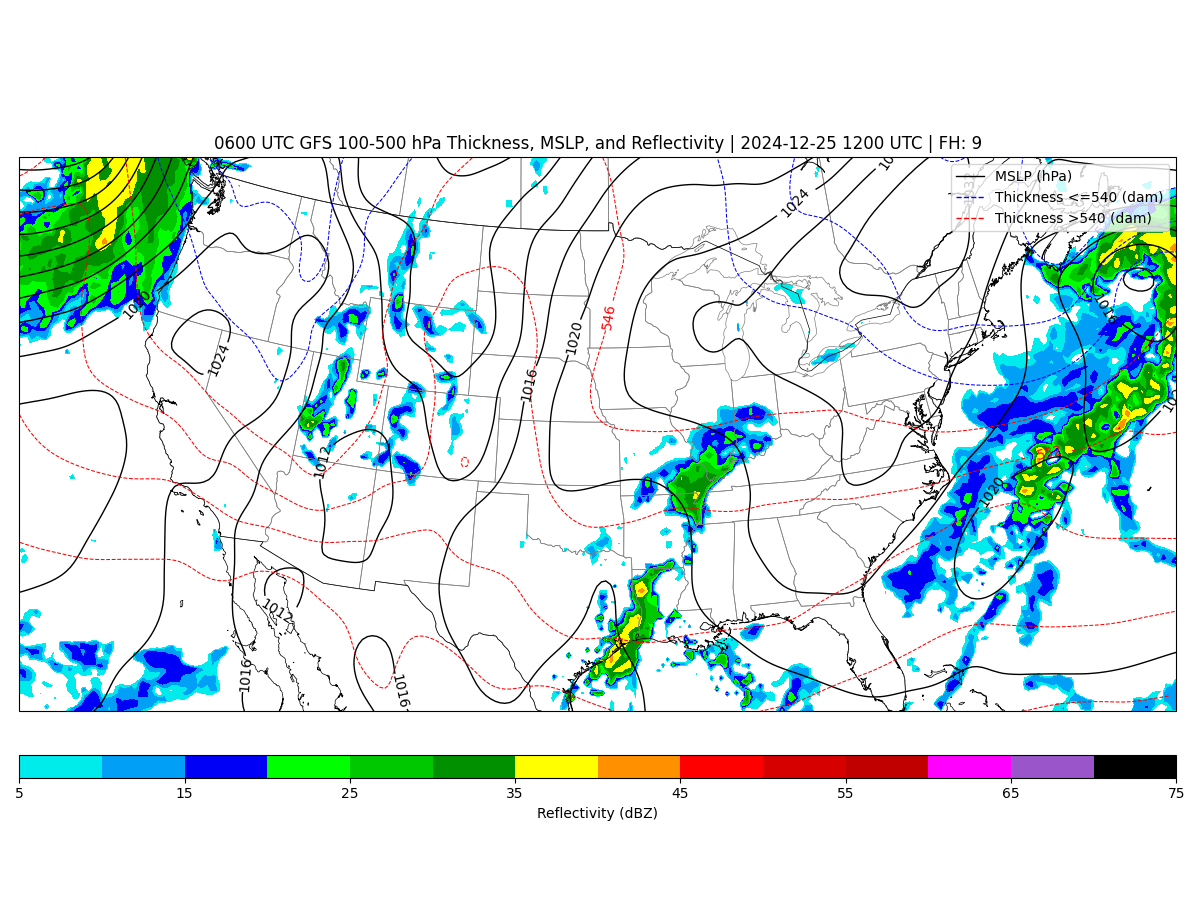 0600 UTC GFS 100-500 hPa Thickness, MSLP, and Reflectivity | 2024-12-25 1200 UTC | FH: 9
MSLP (hPa)
Thickness <=540 (dam)
Thickness >540 (dam)
1024
1020
1016
546
1020
1024
1016
1012
1020
1012
1016
1016
5 15 25 35 45 55 65 75
Reflectivity (dBZ)